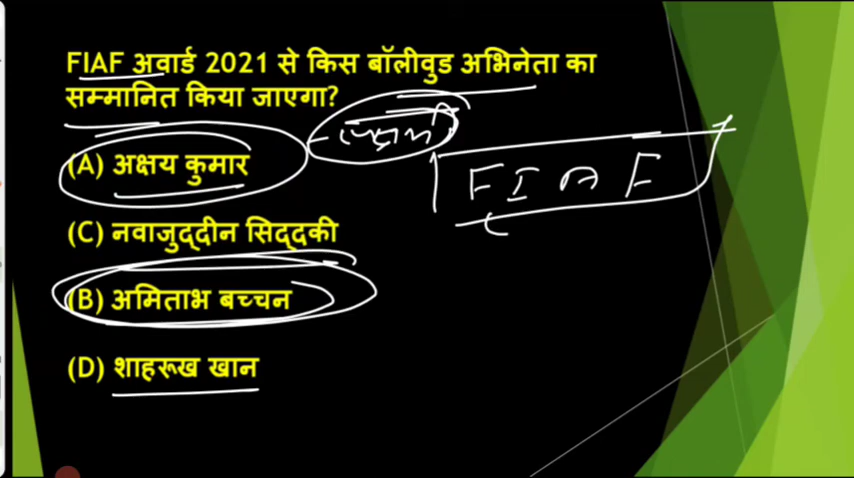 FIAF अवार्ड 2021 से किस बॉलीवुड अभिनेता का
सम्मानित किया जाएगा?
(A) अक्षय कुमार
FIAF
(C) नवाजुद्दीन सिद्दकी
(B) अमिताभ बच्चन
(D) शाहरूख खान